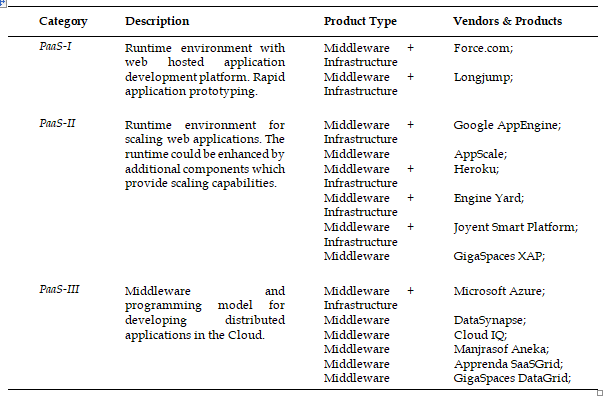 Category Description Product Type Vendors & Products
PaaS-I Runtime environment with Middleware + Force.com;
web hosted application Infrastructure
development platform. Rapid Middleware + Longjump;
application prototyping. Infrastructure
PaaS-II Runtime environment for Middleware + Google AppEngine;
scaling web applications. The Infrastructure
runtime could be enhanced by Middleware AppScale;
additional components which Middleware + Heroku;
provide scaling capabilities. Infrastructure
Middleware + Engine Yard;
Infrastructure
Middleware + Joyent Smart Platform;
Infrastructure
Middleware GigaSpaces XAP;
PaaS-III Middleware and Middleware + Microsoft Azure;
programming model for Infrastructure
developing distributed Middleware DataSynapse;
applications in the Cloud. Middleware Cloud IQ;
Middleware Manjrasof Aneka;
Middleware Apprenda SaaSGrid;
Middleware GigaSpaces DataGrid;